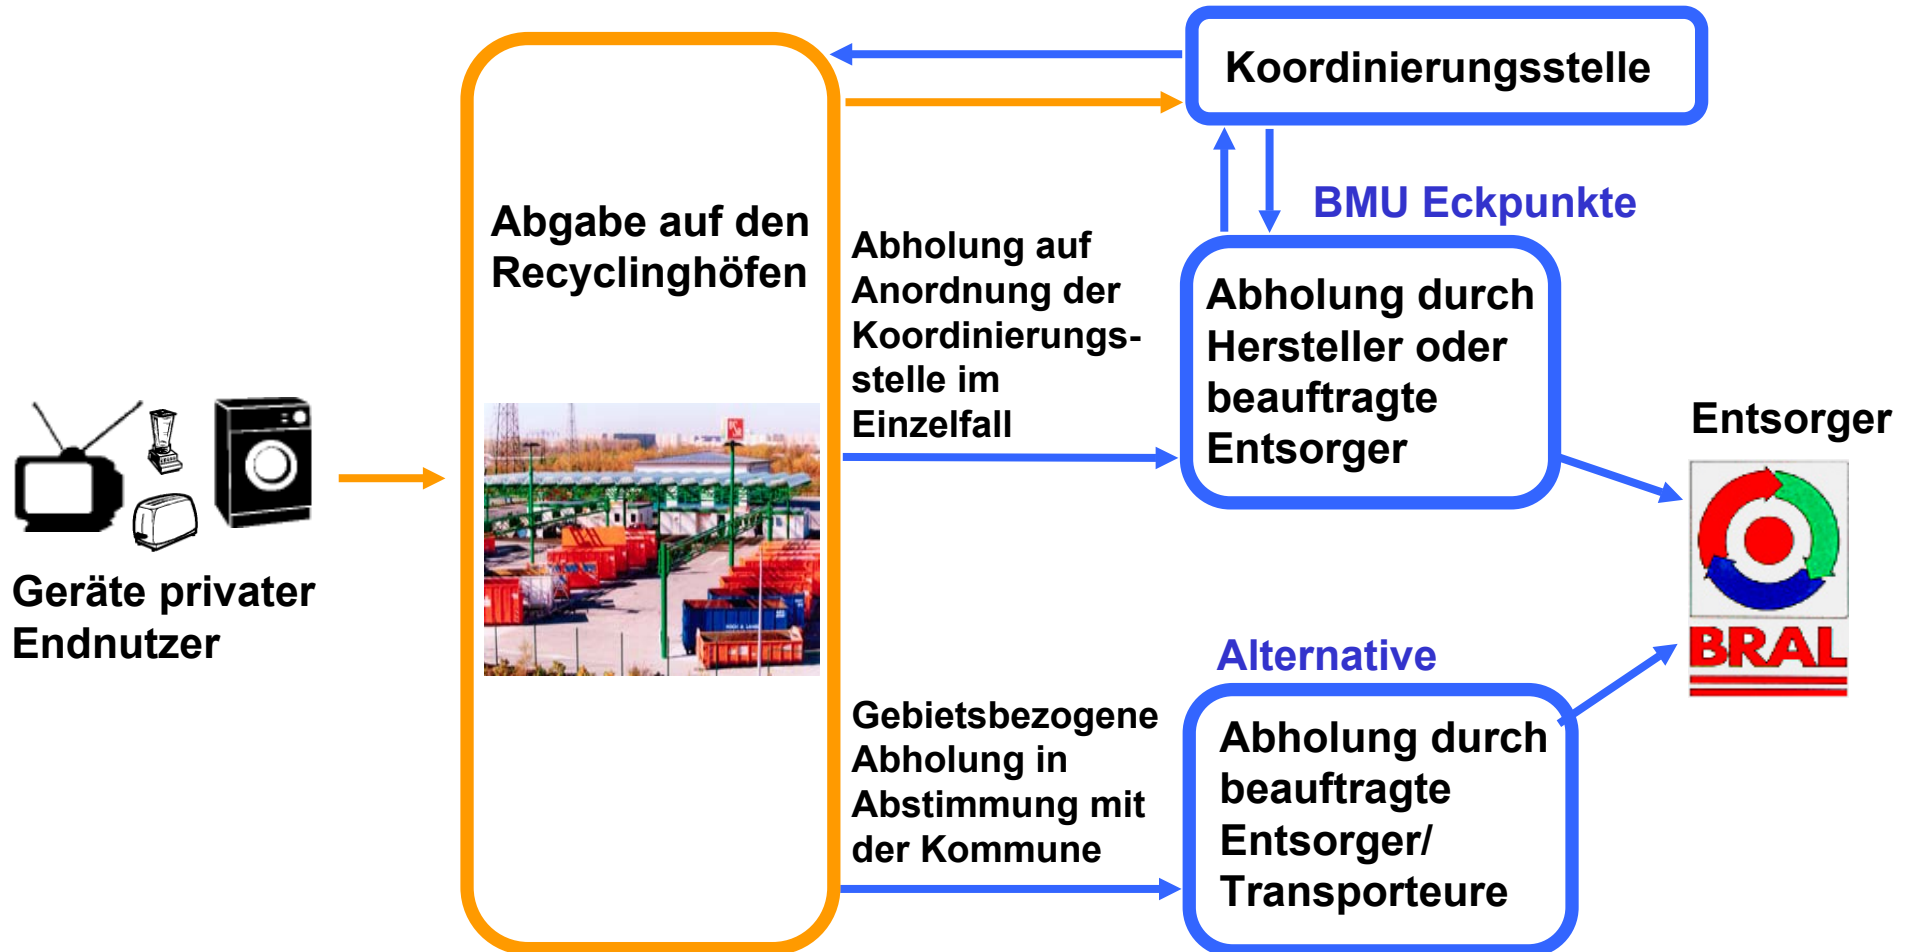 Geräte privater
Endnutzer
Abgabe auf den
Recyclinghöfen
Abholung auf
Anordnung der
Koordinierungs-
stelle im
Einzelfall
Gebietsbezogene
Abholung in
Abstimmung mit
der Kommune
Koordinierungsstelle
BMU Eckpunkte
Abholung durch
Hersteller oder
beauftragte
Entsorger
Alternative
Abholung durch
beauftragte
Entsorger/
Transporteure
Entsorger
BRAL